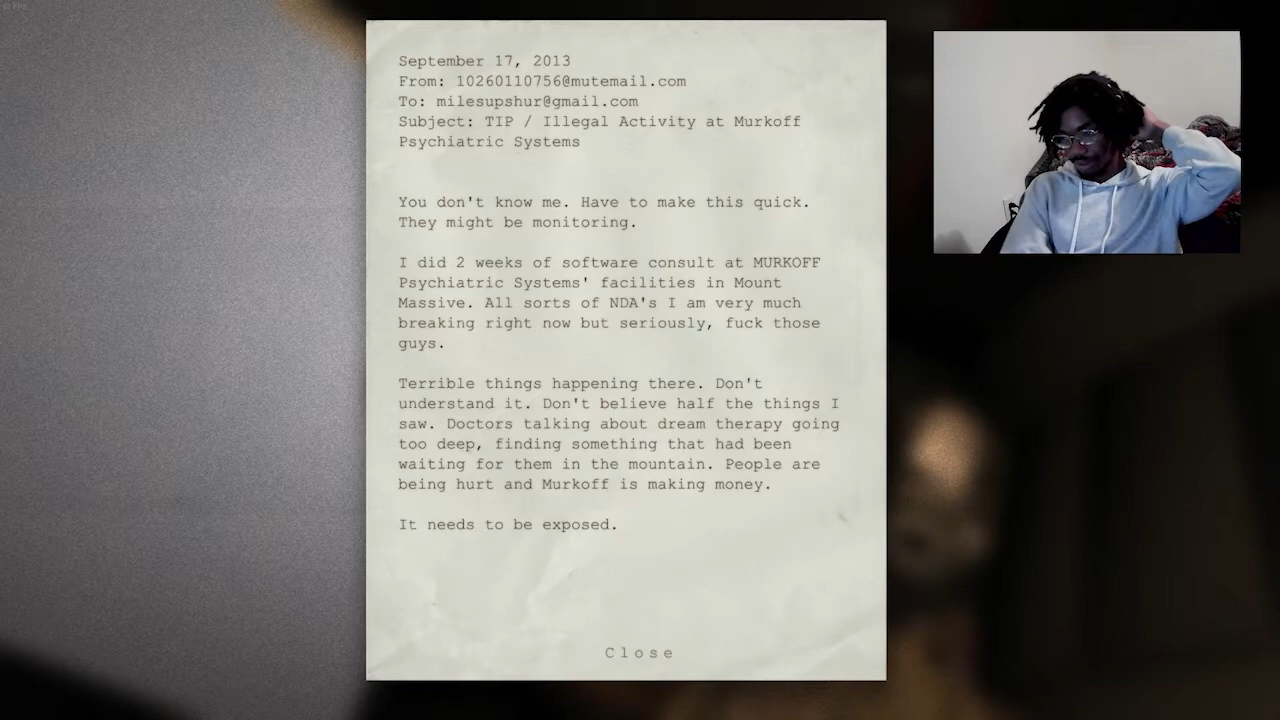 September 17, 2013
From: 10260110756@mutemail.com
To: milesupshur@gmail.com
Subject: TIP / Illegal Activity at Murkoff
Psychiatric Systems
You don't know me. Have to make this quick.
They might be monitoring.
I did 2 weeks of software consult at MURKOFF
Psychiatric Systems' facilities in Mount
Massive. All sorts of NDA's I am very much
breaking right now but seriously, fuck those
guys.
Terrible things happening there. Don't
understand it. Don't believe half the things I
saw. Doctors talking about dream therapy going
too deep, finding something that had been
waiting for them in the mountain. People are
being hurt and Murkoff is making money.
It needs to be exposed.
Close